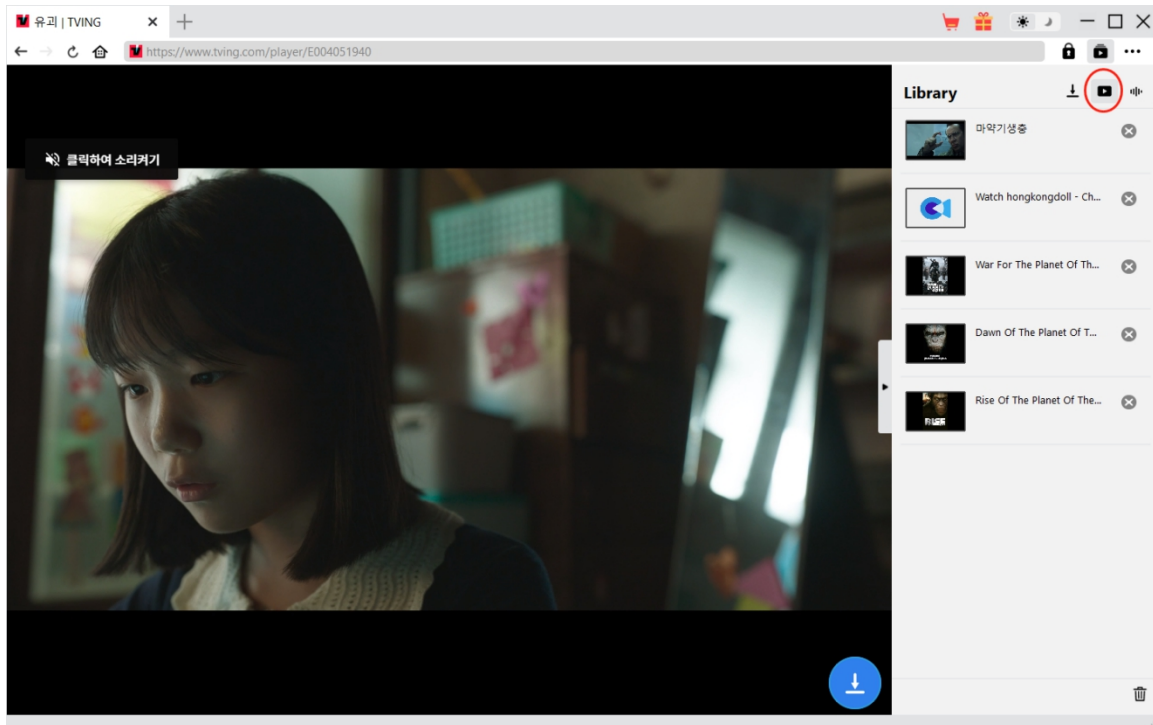 유괴 | TVING
https://www.tving.com/player/E004051940
클릭하여 소리켜기
Library
마약기생충
Watch hongkongdoll - Ch...
War For The Planet Of Th...
Dawn Of The Planet Of T...
Rise Of The Planet Of The...
RISE